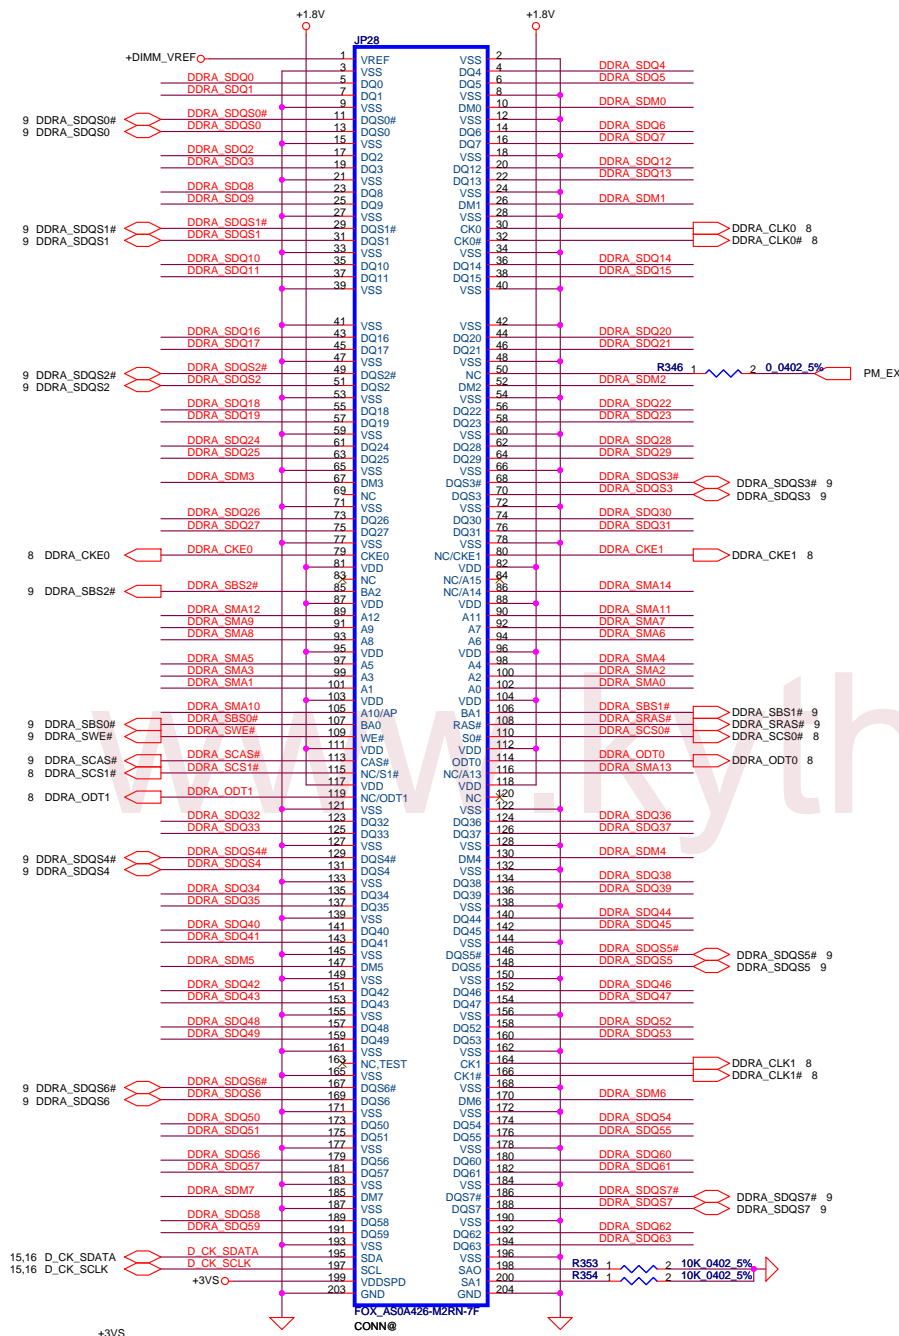 +1.8V +1.8V
JP28
+DIMM_VREF 1 VREF VSS 2
3 VSS DQ4 4 DDRA_SDQ4
DDRA_SDQ0 5 DQ0 DQ5 6 DDRA_SDQ5
DDRA_SDQ1 7 DQ1 VSS 8
9 VSS DM0 10 DDRA_SDM0
9 DDRA_SDQS0# DDRA_SDQS0# 11 DQS0# VSS 12
9 DDRA_SDQS0 DDRA_SDQS0 13 DQS0 DQ6 14 DDRA_SDQ6
15 VSS DQ7 16 DDRA_SDQ7
DDRA_SDQ2 17 DQ2 VSS 18
DDRA_SDQ3 19 DQ3 DQ12 20 DDRA_SDQ12
21 VSS DQ13 22 DDRA_SDQ13
DDRA_SDQ8 23 DQ8 VSS 24
DDRA_SDQ9 25 DQ9 DM1 26 DDRA_SDM1
27 VSS VSS 28
9 DDRA_SDQS1# DDRA_SDQS1# 29 DQS1# CK0 30 DDRA_CLK0 8
9 DDRA_SDQS1 DDRA_SDQS1 31 DQS1 CK0# 32 DDRA_CLK0# 8
33 VSS VSS 34
DDRA_SDQ10 35 DQ10 DQ14 36 DDRA_SDQ14
DDRA_SDQ11 37 DQ11 DQ15 38 DDRA_SDQ15
39 VSS VSS 40
41 VSS VSS 42
DDRA_SDQ16 43 DQ16 DQ20 44 DDRA_SDQ20
DDRA_SDQ17 45 DQ17 DQ21 46 DDRA_SDQ21
47 VSS VSS 48
9 DDRA_SDQS2# DDRA_SDQS2# 49 DQS2# NC 50 R346 1 2 0_0402_5% PM_EX
9 DDRA_SDQS2 DDRA_SDQS2 51 DQS2 DM2 52 DDRA_SDM2
53 VSS VSS 54
DDRA_SDQ18 55 DQ18 DQ22 56 DDRA_SDQ22
DDRA_SDQ19 57 DQ19 DQ23 58 DDRA_SDQ23
59 VSS VSS 60
DDRA_SDQ24 61 DQ24 DQ28 62 DDRA_SDQ28
DDRA_SDQ25 63 DQ25 DQ29 64 DDRA_SDQ29
65 VSS VSS 66
DDRA_SDM3 67 DM3 DQS3# 68 DDRA_SDQS3# DDRA_SDQS3# 9
69 NC DQS3 70 DDRA_SDQS3 DDRA_SDQS3 9
71 VSS VSS 72
DDRA_SDQ26 73 DQ26 DQ30 74 DDRA_SDQ30
DDRA_SDQ27 75 DQ27 DQ31 76 DDRA_SDQ31
77 VSS VSS 78
8 DDRA_CKE0 DDRA_CKE0 79 CKE0 NC/CKE1 80 DDRA_CKE1 DDRA_CKE1 8
81 VDD VDD 82
83 NC NC/A15 84
9 DDRA_SBS2# DDRA_SBS2# 85 BA2 NC/A14 86 DDRA_SMA14
87 VDD VDD 88
DDRA_SMA12 89 A12 A11 90 DDRA_SMA11
DDRA_SMA9 91 A9 A7 92 DDRA_SMA7
DDRA_SMA8 93 A8 A6 94 DDRA_SMA6
95 VDD VDD 96
DDRA_SMA5 97 A5 A4 98 DDRA_SMA4
DDRA_SMA3 99 A3 A2 100 DDRA_SMA2
DDRA_SMA1 101 A1 A0 102 DDRA_SMA0
103 VDD VDD 104
DDRA_SMA10 105 A10/AP BA1 106 DDRA_SBS1# DDRA_SBS1# 9
9 DDRA_SBS0# DDRA_SBS0# 107 BA0 RAS# 108 DDRA_SRAS# DDRA_SRAS# 9
9 DDRA_SWE# DDRA_SWE# 109 WE# S0# 110 DDRA_SCS0# DDRA_SCS0# 8
111 VDD VDD 112
9 DDRA_SCAS# DDRA_SCAS# 113 CAS# ODT0 114 DDRA_ODT0 DDRA_ODT0 8
8 DDRA_SCS1# DDRA_SCS1# 115 NC/S1# NC/A13 116 DDRA_SMA13
117 VDD VDD 118
8 DDRA_ODT1 DDRA_ODT1 119 NC/ODT1 NC 120
121 VSS VSS 122
DDRA_SDQ32 123 DQ32 DQ36 124 DDRA_SDQ36
DDRA_SDQ33 125 DQ33 DQ37 126 DDRA_SDQ37
127 VSS VSS 128
9 DDRA_SDQS4# DDRA_SDQS4# 129 DQS4# DM4 130 DDRA_SDM4
9 DDRA_SDQS4 DDRA_SDQS4 131 DQS4 VSS 132
133 VSS DQ38 134 DDRA_SDQ38
DDRA_SDQ34 135 DQ34 DQ39 136 DDRA_SDQ39
DDRA_SDQ35 137 DQ35 VSS 138
139 VSS DQ44 140 DDRA_SDQ44
DDRA_SDQ40 141 DQ40 DQ45 142 DDRA_SDQ45
DDRA_SDQ41 143 DQ41 VSS 144
145 VSS DQS5# 146 DDRA_SDQS5# DDRA_SDQS5# 9
DDRA_SDM5 147 DM5 DQS5 148 DDRA_SDQS5 DDRA_SDQS5 9
149 VSS VSS 150
DDRA_SDQ42 151 DQ42 DQ46 152 DDRA_SDQ46
DDRA_SDQ43 153 DQ43 DQ47 154 DDRA_SDQ47
155 VSS VSS 156
DDRA_SDQ48 157 DQ48 DQ52 158 DDRA_SDQ52
DDRA_SDQ49 159 DQ49 DQ53 160 DDRA_SDQ53
161 VSS VSS 162
163 NC,TEST CK1 164 DDRA_CLK1 8
165 VSS CK1# 166 DDRA_CLK1# 8
9 DDRA_SDQS6# DDRA_SDQS6# 167 DQS6# VSS 168
9 DDRA_SDQS6 DDRA_SDQS6 169 DQS6 DM6 170 DDRA_SDM6
171 VSS VSS 172
DDRA_SDQ50 173 DQ50 DQ54 174 DDRA_SDQ54
DDRA_SDQ51 175 DQ51 DQ55 176 DDRA_SDQ55
177 VSS VSS 178
DDRA_SDQ56 179 DQ56 DQ60 180 DDRA_SDQ60
DDRA_SDQ57 181 DQ57 DQ61 182 DDRA_SDQ61
183 VSS VSS 184
DDRA_SDM7 185 DM7 DQS7# 186 DDRA_SDQS7# DDRA_SDQS7# 9
187 VSS DQS7 188 DDRA_SDQS7 DDRA_SDQS7 9
DDRA_SDQ58 189 DQ58 VSS 190
DDRA_SDQ59 191 DQ59 DQ62 192 DDRA_SDQ62
193 VSS DQ63 194 DDRA_SDQ63
15,16 D_CK_SDATA D_CK_SDATA 195 SDA VSS 196
15,16 D_CK_SCLK D_CK_SCLK 197 SCL SAO 198 R353 1 2 10K_0402_5%
+3VS 199 VDDSPD SA1 200 R354 1 2 10K_0402_5%
203 GND GND 204
FOX_AS0A426-M2RN-7F
CONN@
+3VS
www.kyth